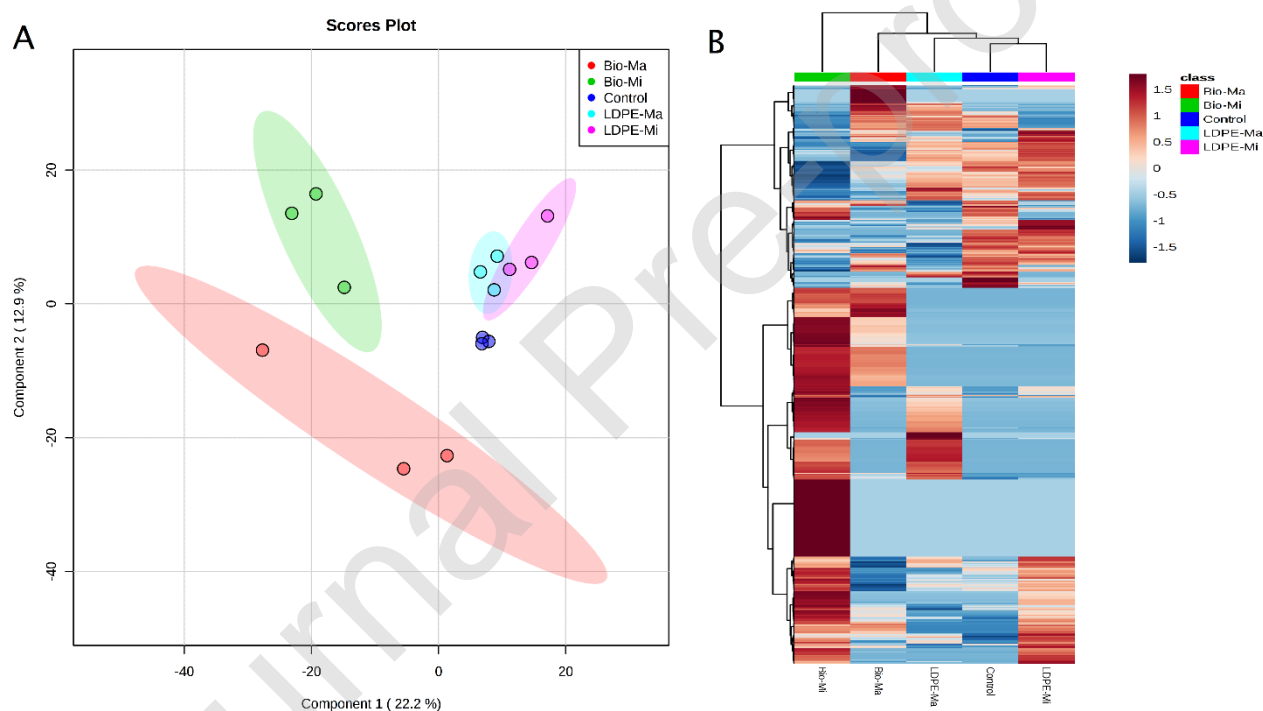 A
Scores Plot
Bio-Ma
Bio-Mi
Control
LDPE-Ma
LDPE-Mi
20
0
-20
-40
Component 2 ( 12.9 %)
-40
-20
0
20
Component 1 ( 22.2 %)
B
1.5
1
0.5
0
-0.5
-1
-1.5
class
Bio-Ma
Bio-Mi
Control
LDPE-Ma
LDPE-Mi
Bio-Mi
Bio-Ma
LDPE-Ma
Control
LDPE-Mi
urnal Pre-pro